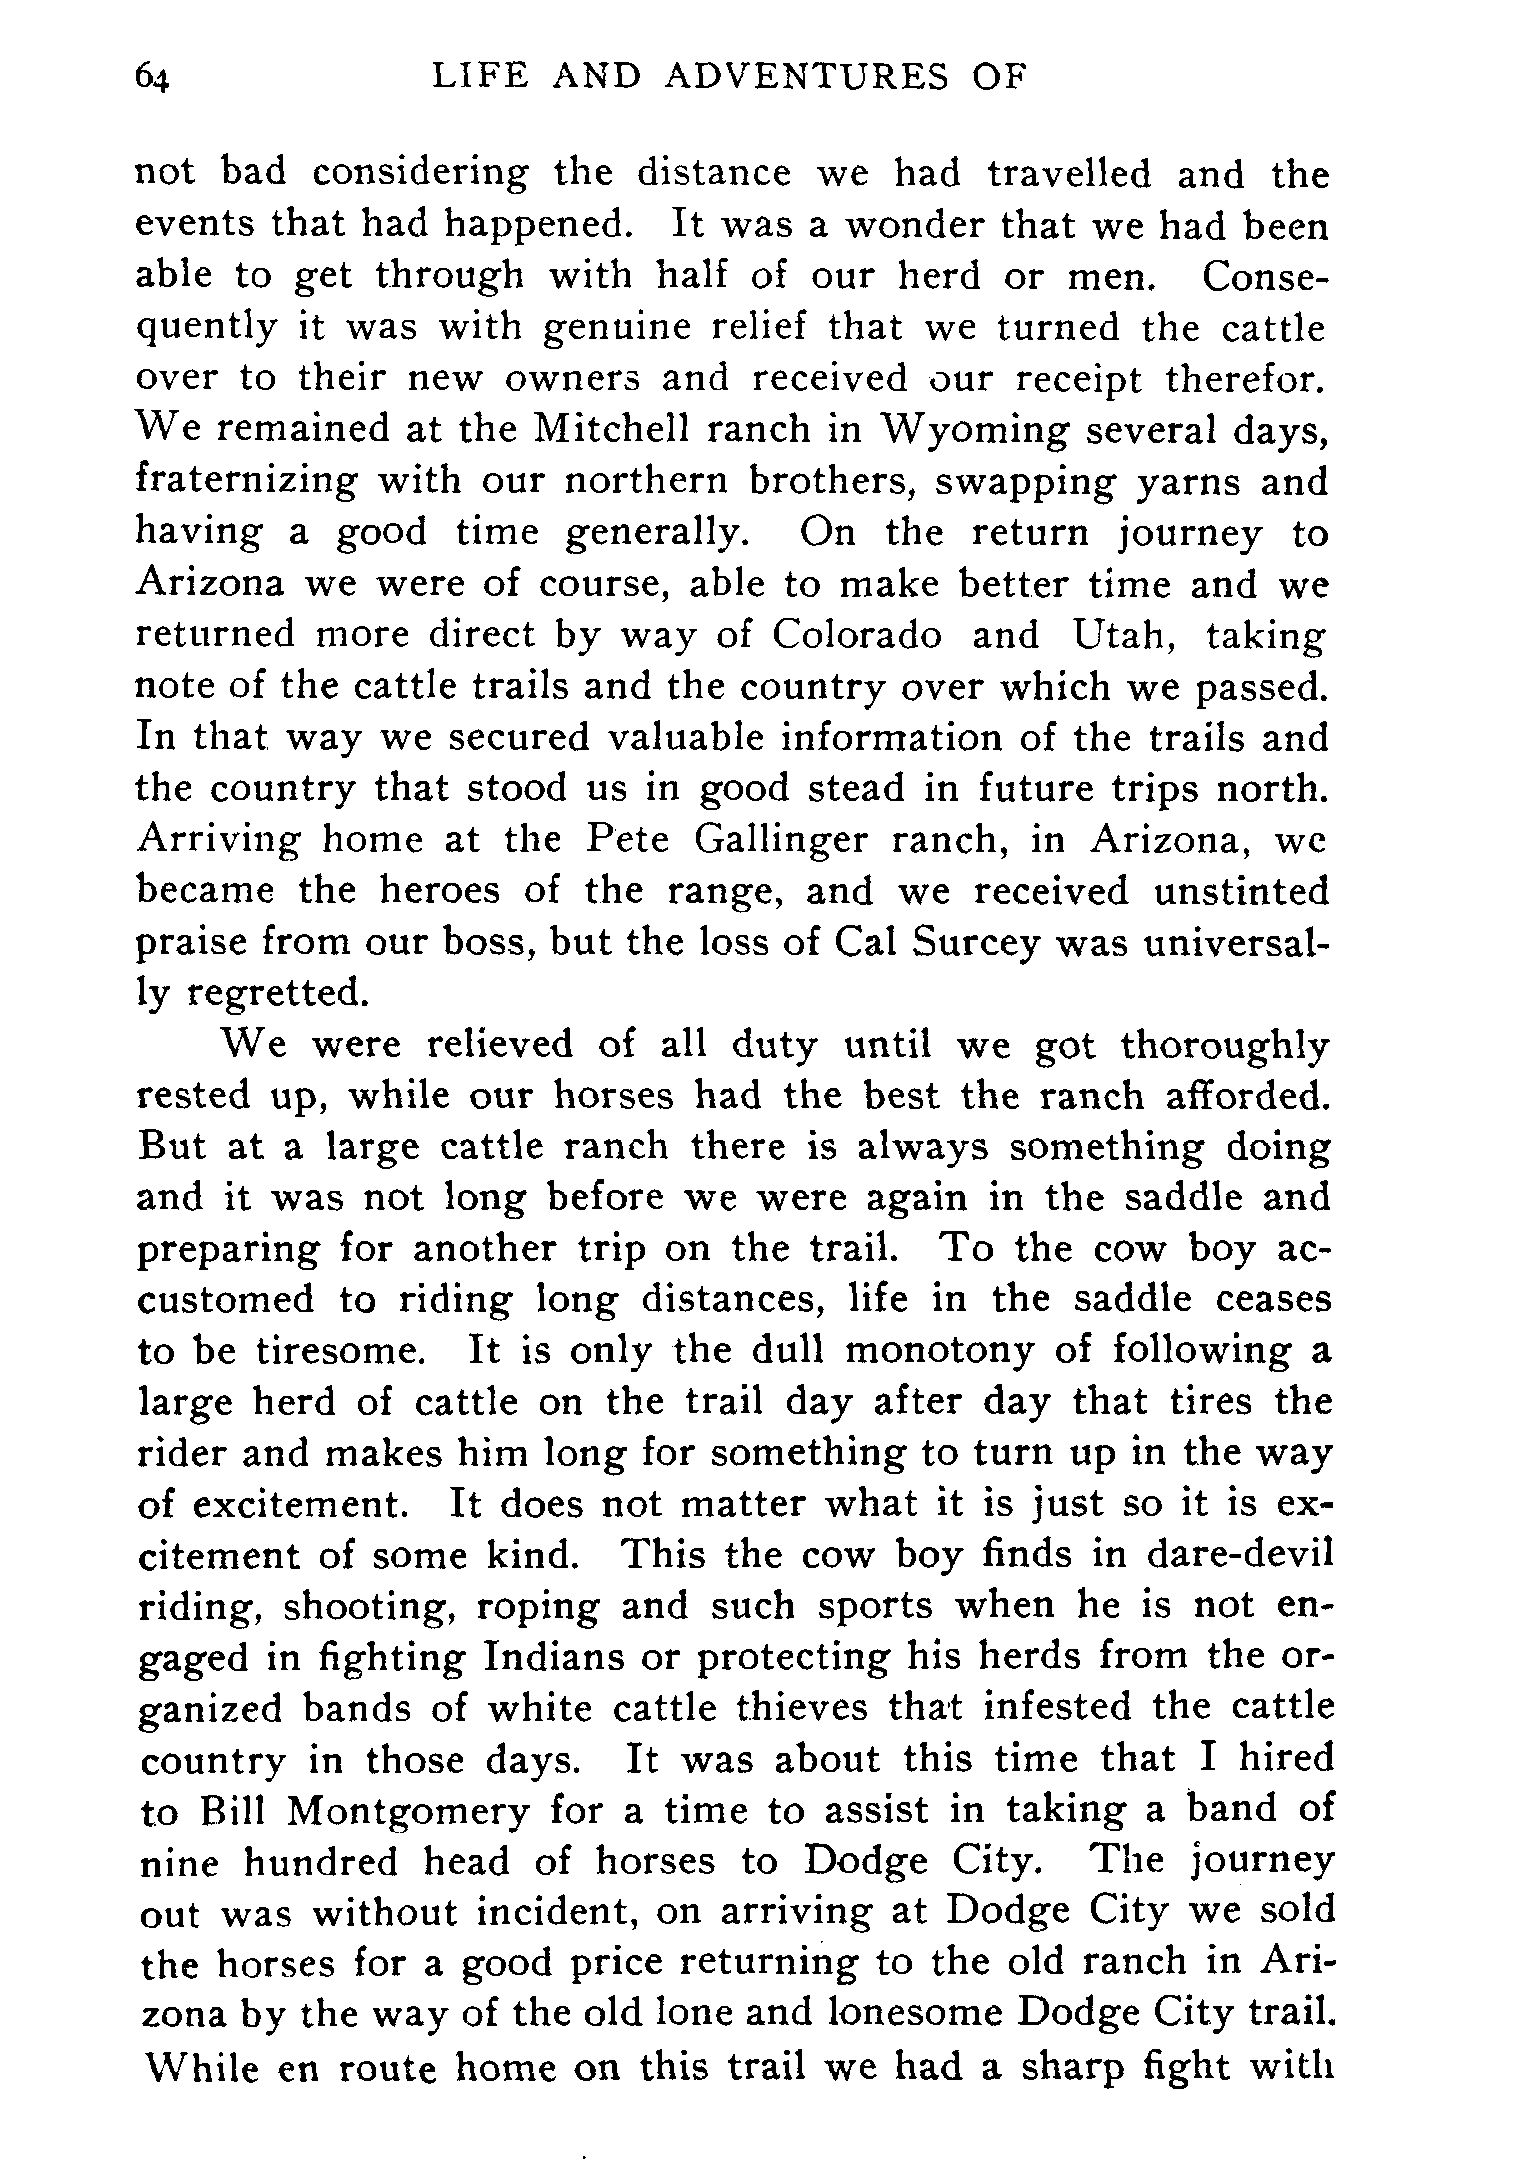 64 LIFE AND ADVENTURES OF
not bad considering the distance we had travelled and the
events that had happened. It was a wonder that we had been
able to get through with half of our herd or men. Conse-
quently it was with genuine relief that we turned the cattle
over to their new owners and received our receipt therefor.
We remained at the Mitchell ranch in Wyoming several days,
fraternizing with our northern brothers, swapping yarns and
having a good time generally. On the return journey to
Arizona we were of course, able to make better time and we
returned more direct by way of Colorado and Utah, taking
note of the cattle trails and the country over which we passed.
In that way we secured valuable information of the trails and
the country that stood us in good stead in future trips north.
Arriving home at the Pete Gallinger ranch, in Arizona, we
became the heroes of the range, and we received unstinted
praise from our boss, but the loss of Cal Surcey was universal-
ly regretted.
We were relieved of all duty until we got thoroughly
rested up, while our horses had the best the ranch afforded.
But at a large cattle ranch there is always something doing
and it was not long before we were again in the saddle and
preparing for another trip on the trail. To the cow boy ac-
customed to riding long distances, life in the saddle ceases
to be tiresome. It is only the dull monotony of following a
large herd of cattle on the trail day after day that tires the
rider and makes him long for something to turn up in the way
of excitement. It does not matter what it is just so it is ex-
citement of some kind. This the cow boy finds in dare-devil
riding, shooting, roping and such sports when he is not en-
gaged in fighting Indians or protecting his herds from the or-
ganized bands of white cattle thieves that infested the cattle
country in those days. It was about this time that I hired
to Bill Montgomery for a time to assist in taking a band of
nine hundred head of horses to Dodge City. The journey
out was without incident, on arriving at Dodge City we sold
the horses for a good price returning to the old ranch in Ari-
zona by the way of the old lone and lonesome Dodge City trail.
While en route home on this trail we had a sharp fight with